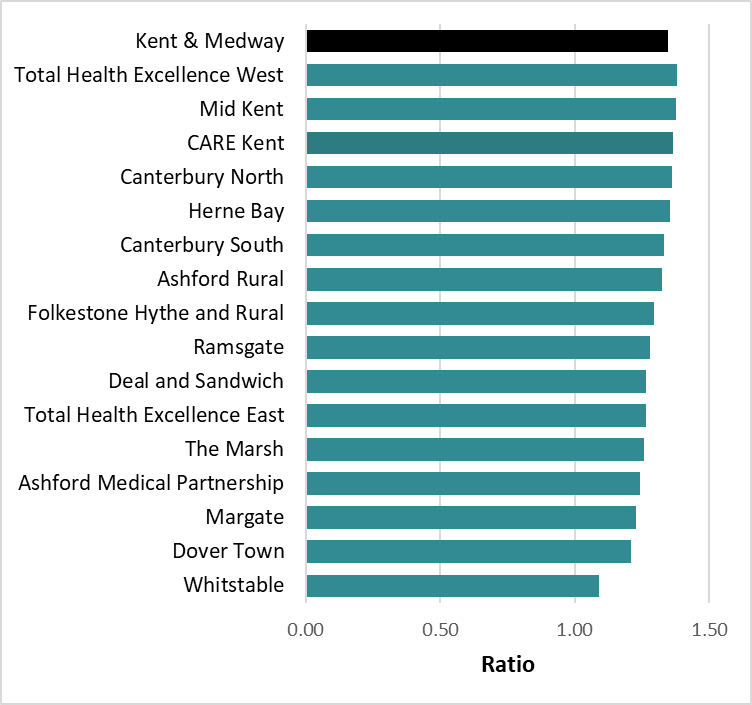 Kent & Medway
Total Health Excellence West
Mid Kent
CARE Kent
Canterbury North
Herne Bay
Canterbury South
Ashford Rural
Folkestone Hythe and Rural
Ramsgate
Deal and Sandwich
Total Health Excellence East
The Marsh
Ashford Medical Partnership
Margate
Dover Town
Whitstable
0.00 0.50 1.00 1.50
Ratio